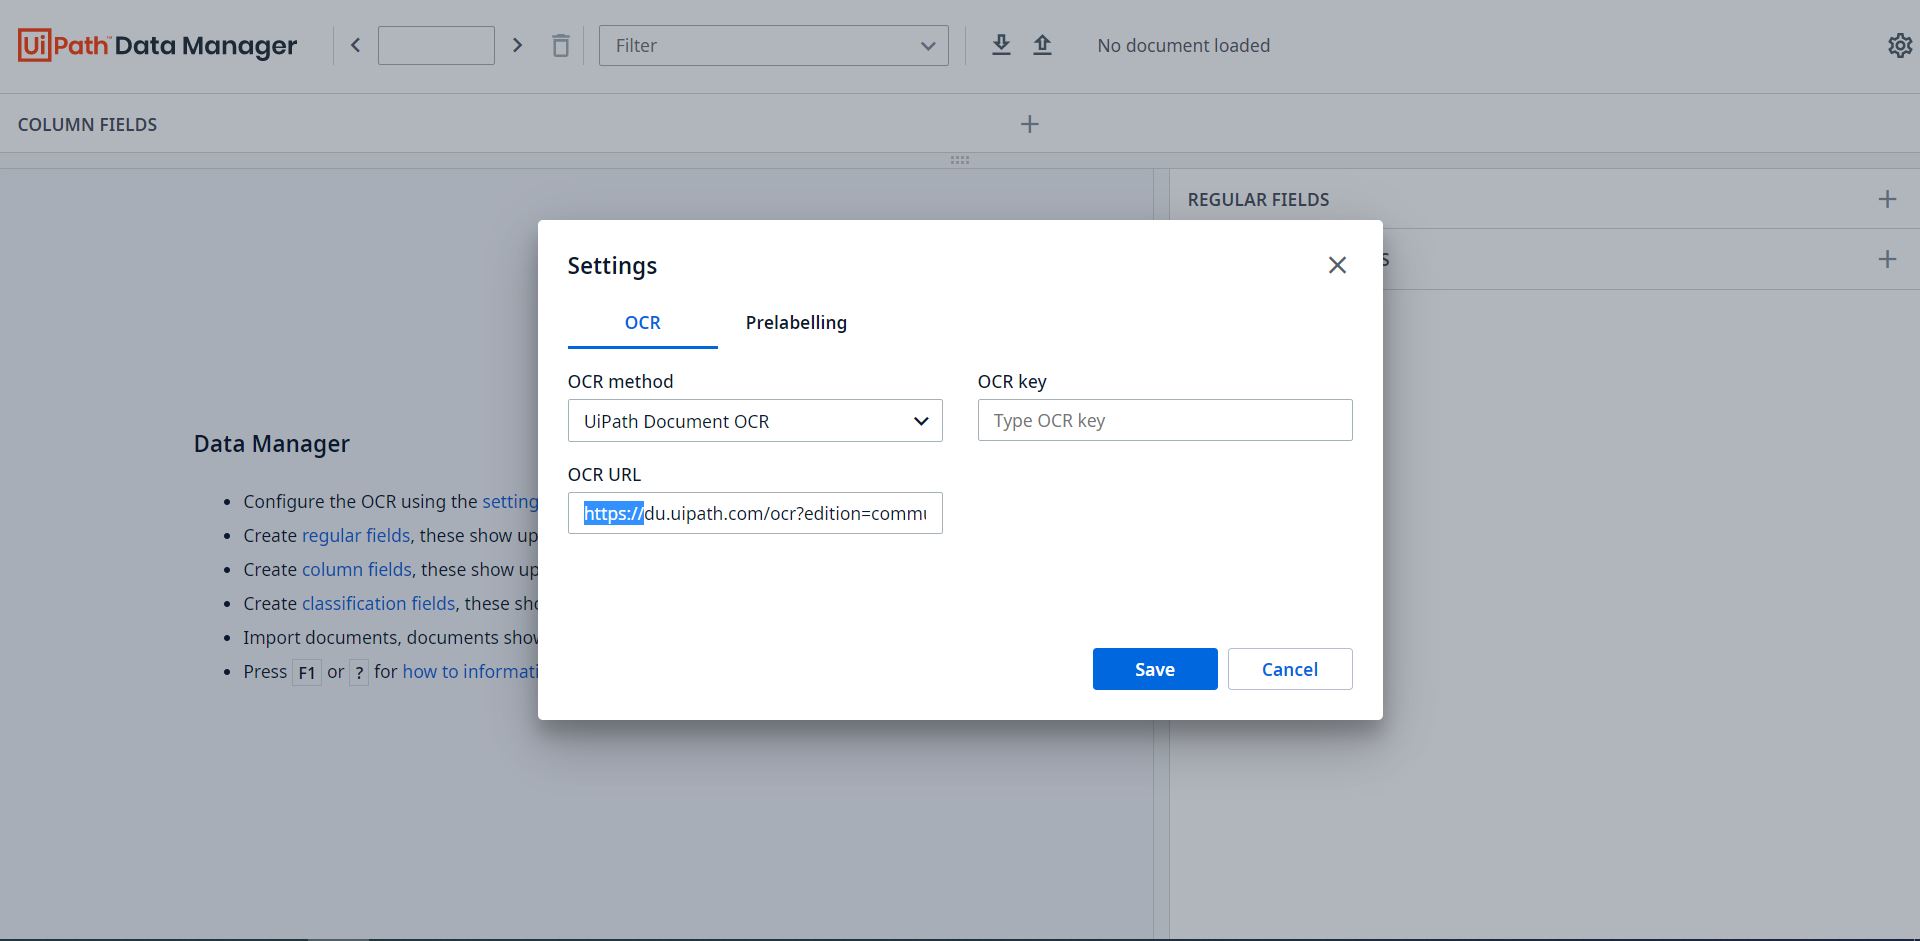 UiPath™ Data Manager
Filter
No document loaded
COLUMN FIELDS
REGULAR FIELDS
S
Settings
OCR Prelabelling
OCR method OCR key
UiPath Document OCR Type OCR key
OCR URL
https://du.uipath.com/ocr?edition=commu
Save Cancel
Data Manager
Configure the OCR using the setting
Create regular fields, these show up
Create column fields, these show up
Create classification fields, these sho
Import documents, documents show
Press F1 or ? for how to informati